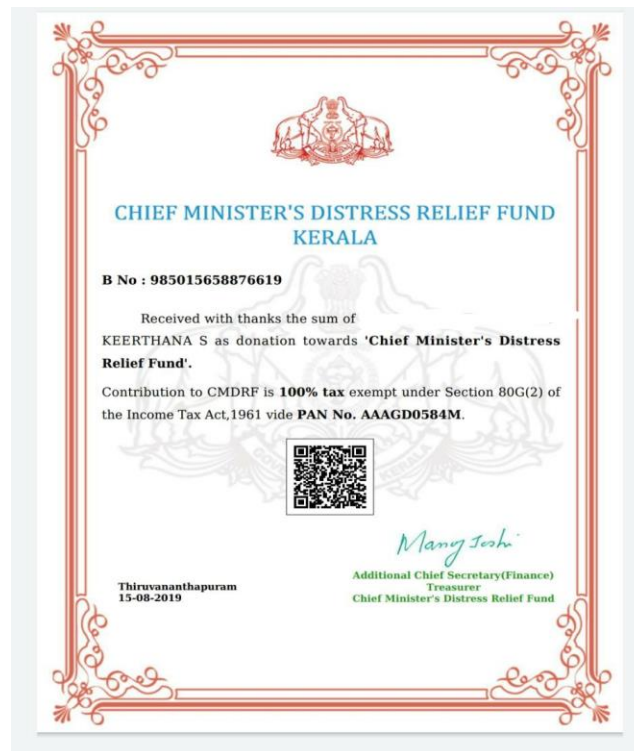 CHIEF MINISTER'S DISTRESS RELIEF FUND
KERALA
B No : 985015658876619
Received with thanks the sum of
KEERTHANA S as donation towards 'Chief Minister's Distress
Relief Fund'.
Contribution to CMDRF is 100% tax exempt under Section 80G(2) of
the Income Tax Act,1961 vide PAN No. AAAGD0584M.
Manoj Joshi
Additional Chief Secretary(Finance)
Treasurer
Chief Minister's Distress Relief Fund
Thiruvananthapuram
15-08-2019